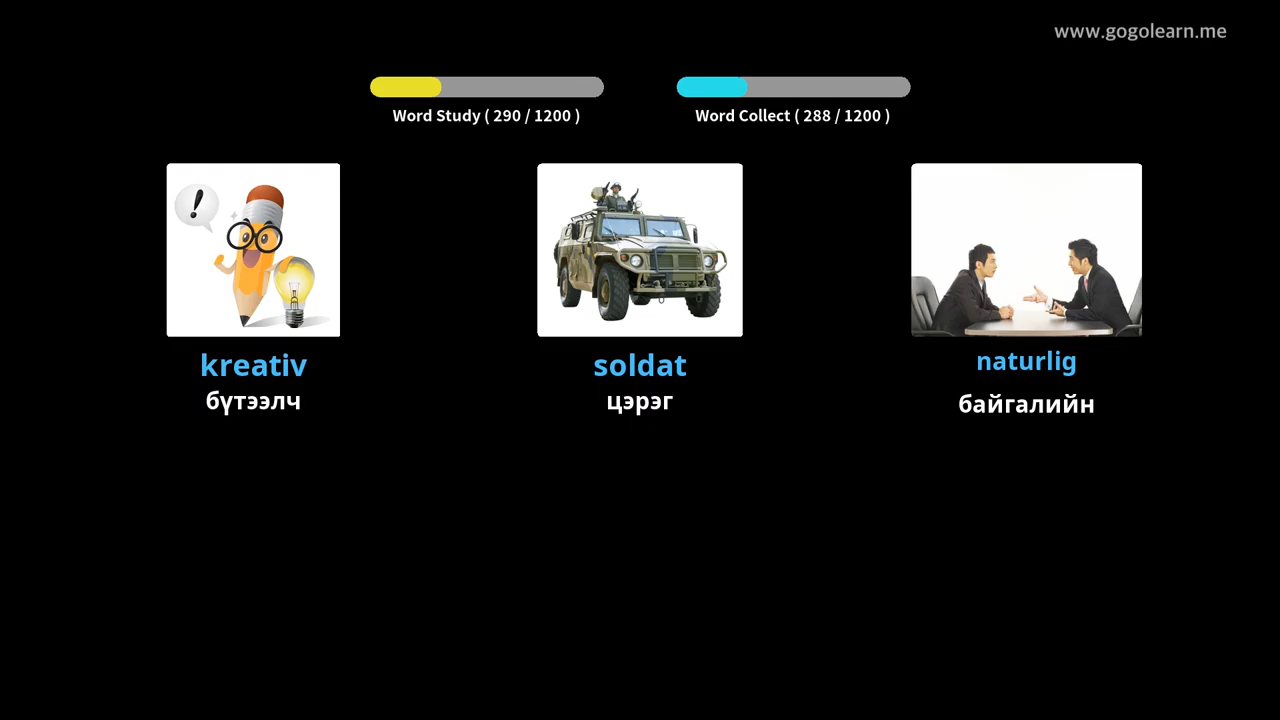 www.gogolearn.me
Word Study ( 290 / 1200 )
Word Collect ( 288 / 1200 )
!
kreativ
бүтээлч
soldat
цэрэг
naturlig
байгалийн